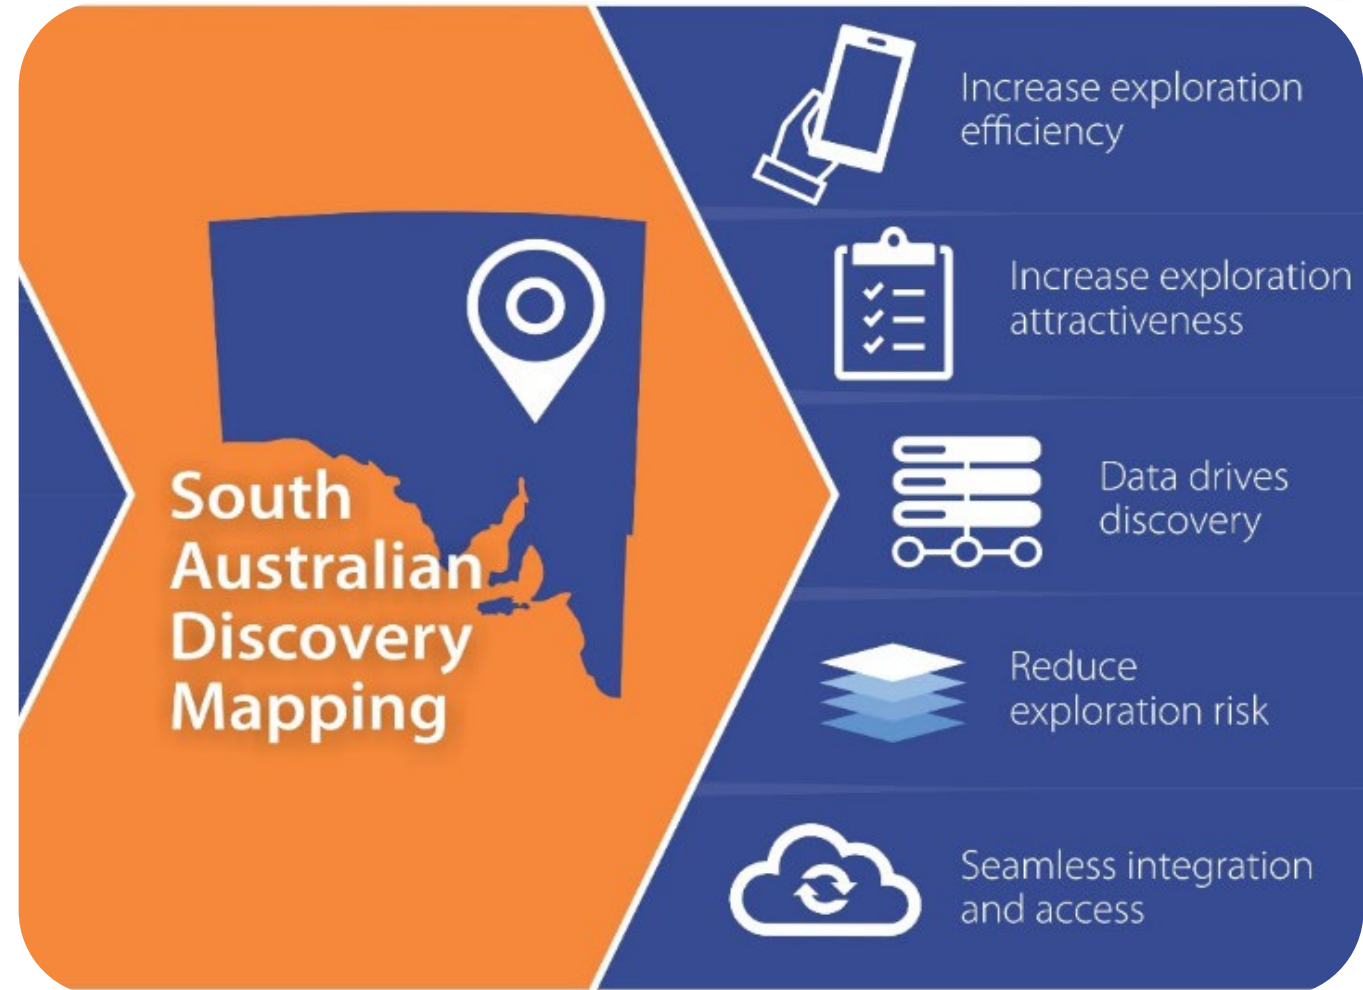 South
Australian
Discovery
Mapping
Increase exploration
efficiency
Increase exploration
attractiveness
Data drives
discovery
Reduce
exploration risk
Seamless integration
and access